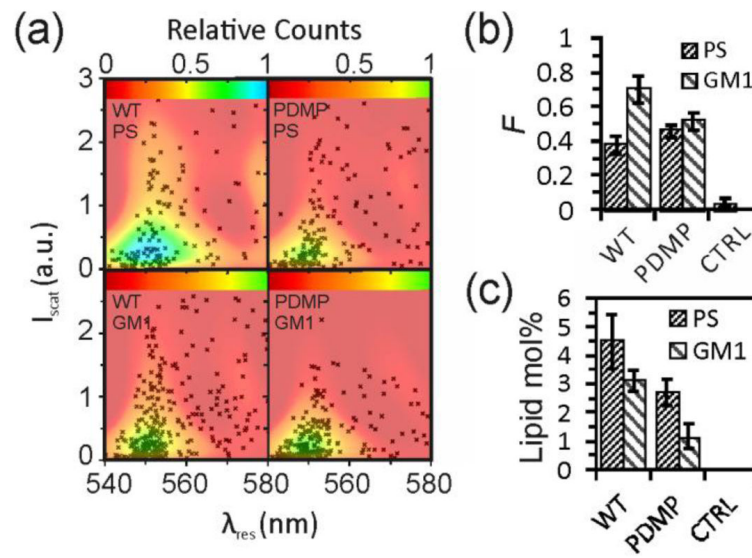 (a)
Relative Counts
0 0.5 1 0 0.5 1
WT
PS
PDMP
PS
WT
GM1
PDMP
GM1
3
2
1
0
2
1
0
I scat (a.u.)
540 560 580 560 580
λres (nm)
(b)
1
0.8
0.6
0.4
0.2
0
F
PS
GM1
WT
PDMP
CTRL
(c)
6
5
4
3
2
1
0
Lipid mol%
PS
GM1
WT
PDMP
CTRL